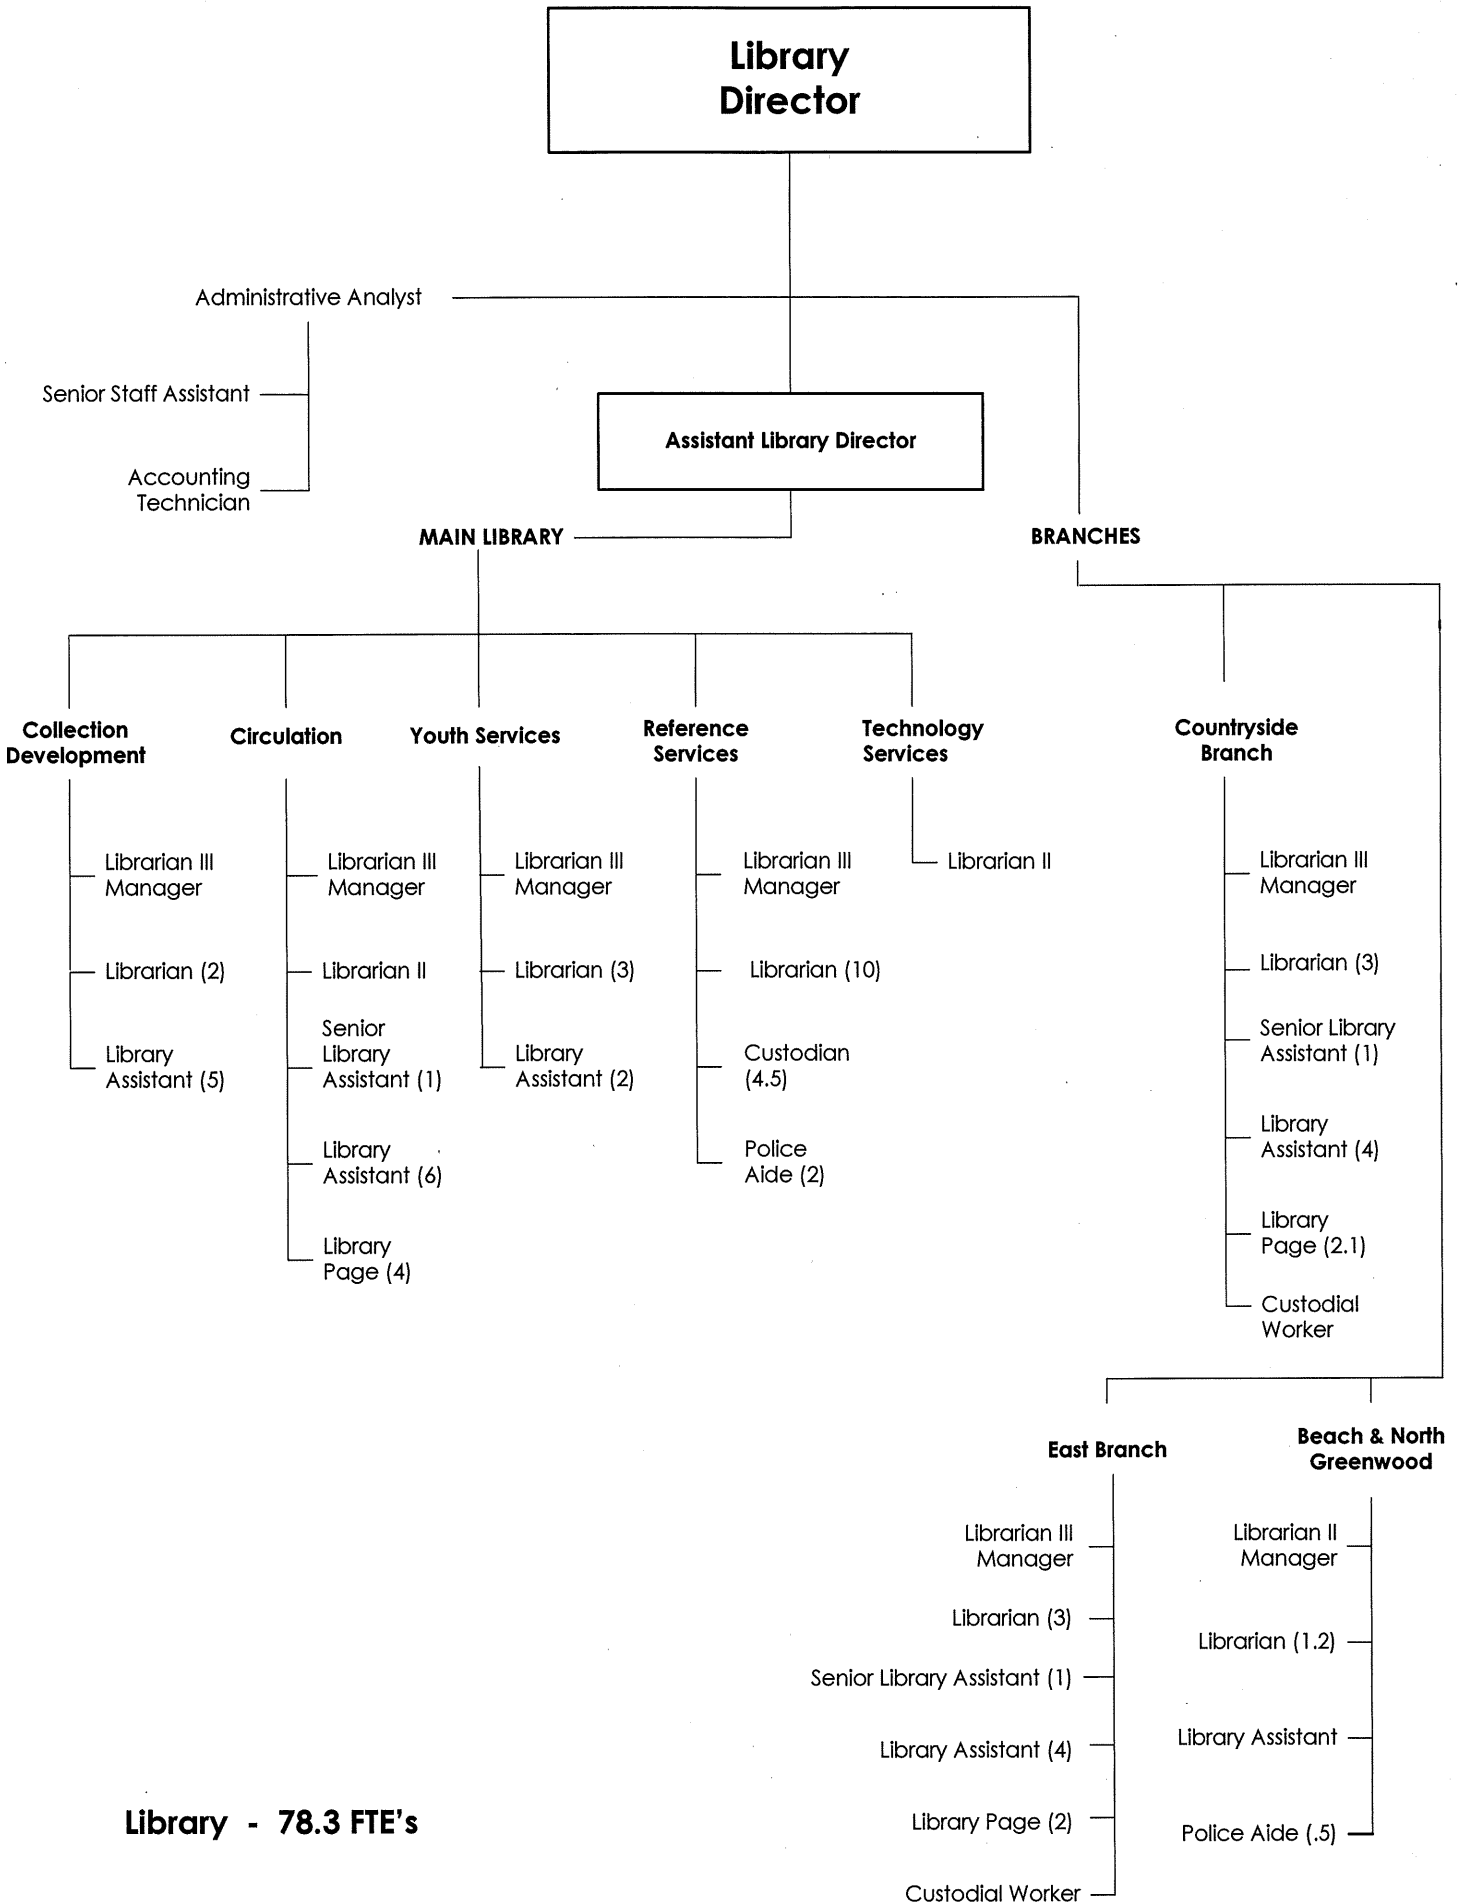 Library
Director
Administrative Analyst
Senior Staff Assistant
Accounting
Technician
Assistant Library Director
MAIN LIBRARY
BRANCHES
Collection
Development
Librarian III
Manager
Librarian (2)
Library
Assistant (5)
Circulation
Librarian III
Manager
Librarian II
Senior
Library
Assistant (1)
Library
Assistant (6)
Library
Page (4)
Youth Services
Librarian III
Manager
Librarian (3)
Library
Assistant (2)
Reference
Services
Librarian III
Manager
Librarian (10)
Custodian
(4.5)
Police
Aide (2)
Technology
Services
Librarian II
Countryside
Branch
Librarian III
Manager
Librarian (3)
Senior Library
Assistant (1)
Library
Assistant (4)
Library
Page (2.1)
Custodial
Worker
East Branch
Librarian III
Manager
Librarian (3)
Senior Library Assistant (1)
Library Assistant (4)
Library Page (2)
Custodial Worker
Beach & North
Greenwood
Librarian II
Manager
Librarian (1.2)
Library Assistant
Police Aide (.5)
Library - 78.3 FTE's